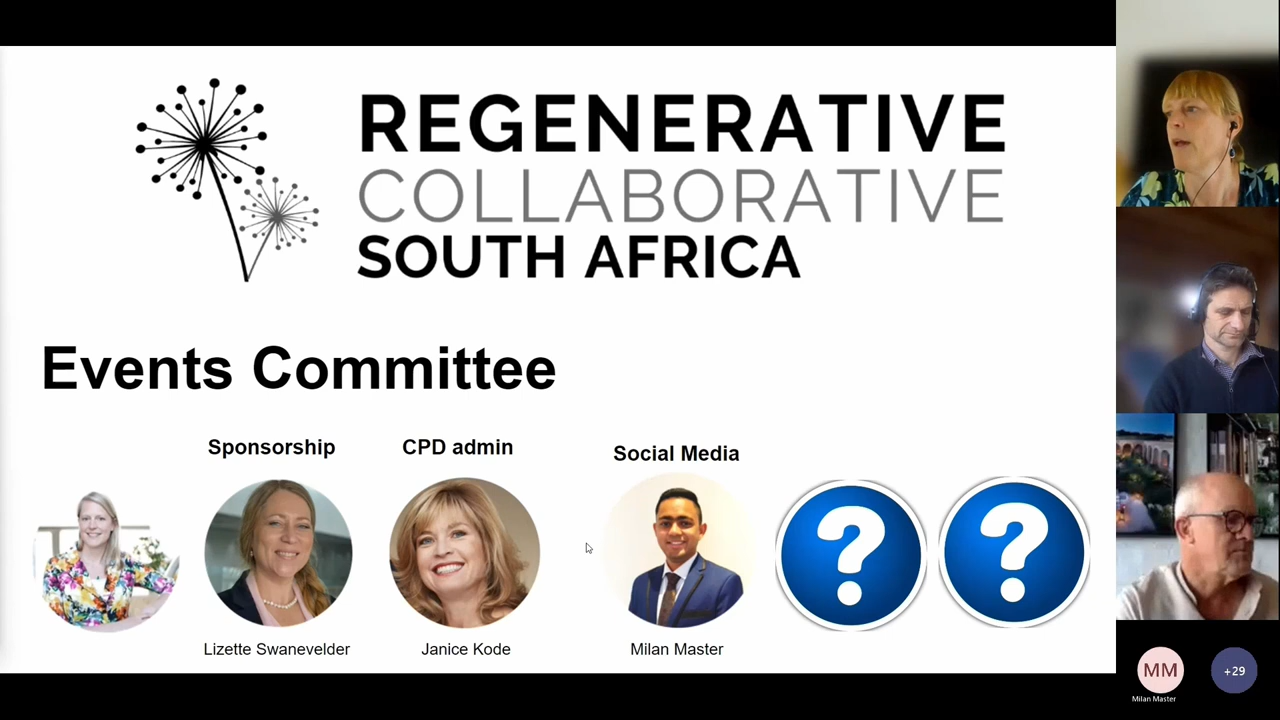 REGENERATIVE
COLLABORATIVE
SOUTH AFRICA
Events Committee
Sponsorship
CPD admin
Social Media
?
?
Lizette Swanevelder
Janice Kode
Milan Master
MM
+29
Milan Master